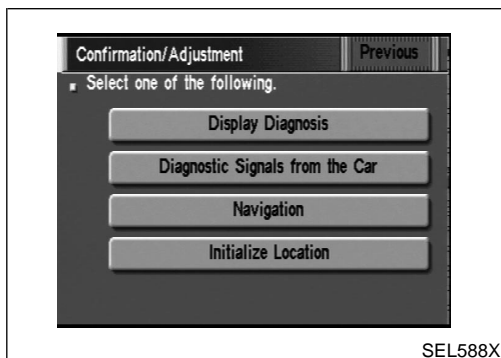 Confirmation/Adjustment Previous
Select one of the following.
Display Diagnosis
Diagnostic Signals from the Car
Navigation
Initialize Location
SEL588X